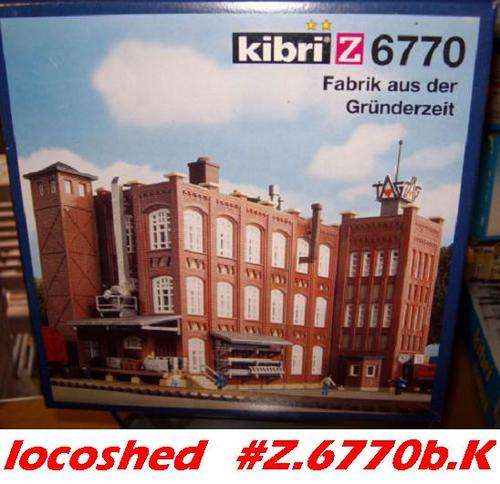 kibri Z 6770
Fabrik aus der
Gründerzeit
locoshed #Z.6770b.K